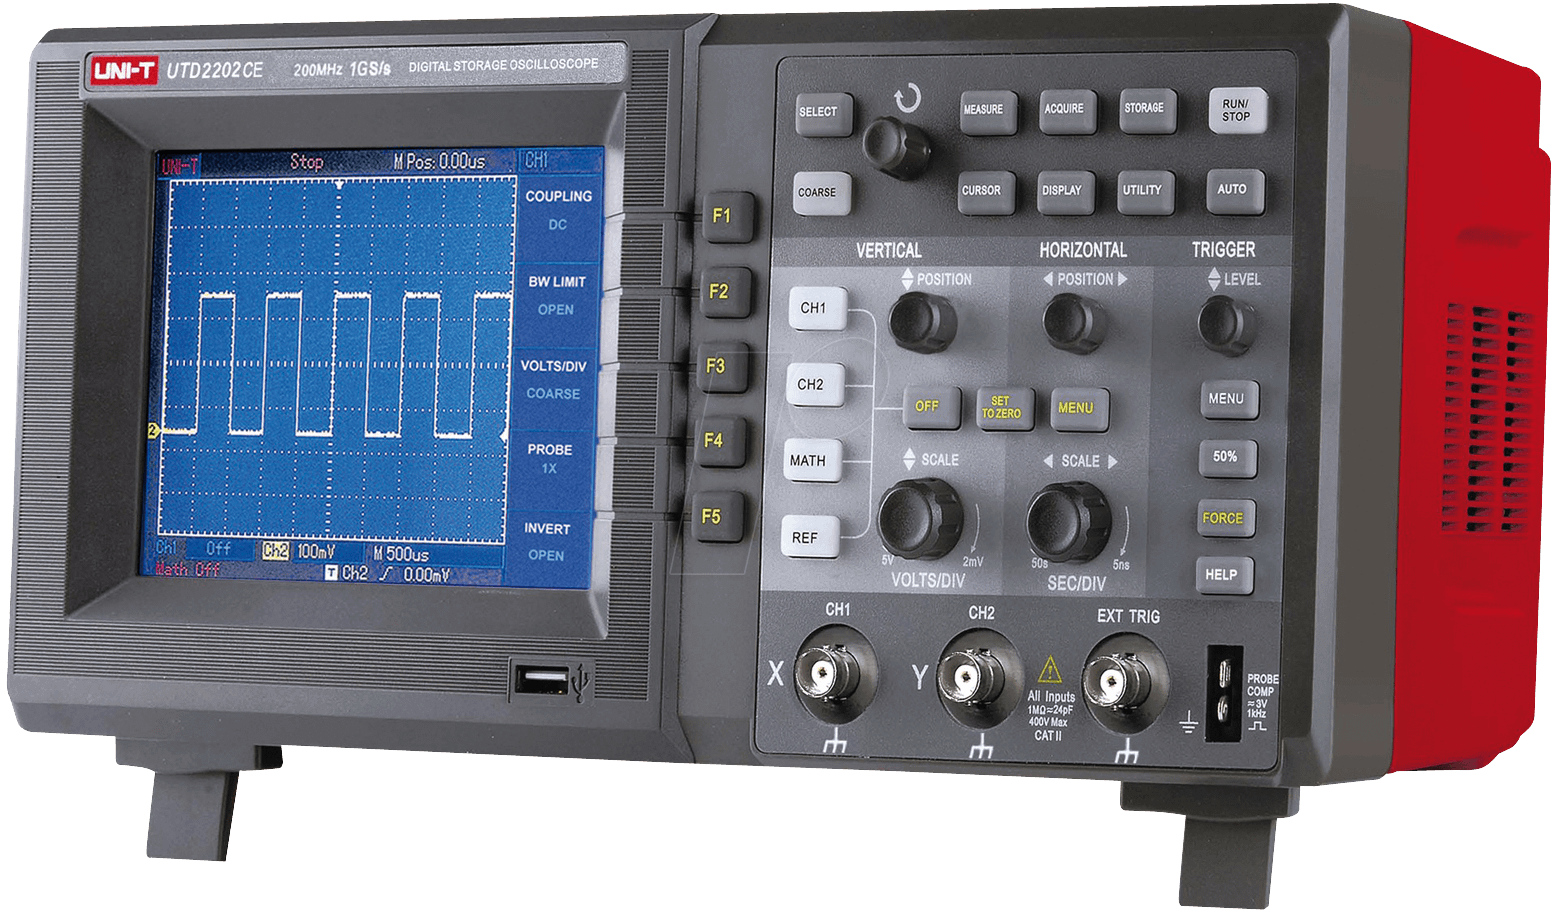 UNI-T UTD2202CE 200MHz 1GS/s DIGITAL STORAGE OSCILLOSCOPE
UNI-T Stop M Pos: 0.00us CH1
COUPLING
DC
BW LIMIT
OPEN
VOLTS/DIV
COARSE
PROBE
1X
INVERT
OPEN
2
Ch1 Off Ch2 100mV M 500us
Math Off T Ch2 0.00mV
F1
F2
F3
F4
F5
SELECT MEASURE ACQUIRE STORAGE RUN/
STOP
COARSE CURSOR DISPLAY UTILITY AUTO
VERTICAL HORIZONTAL TRIGGER
POSITION POSITION LEVEL
CH1
CH2
MATH
REF
OFF SET
TO ZERO MENU
MENU
50%
FORCE
HELP
SCALE SCALE
5V 2mV 50s 5ns
VOLTS/DIV SEC/DIV
CH1 CH2 EXT TRIG
X Y
All Inputs
1MΩ≈24pF
400V Max
CAT II
PROBE
COMP
≈3V
1kHz